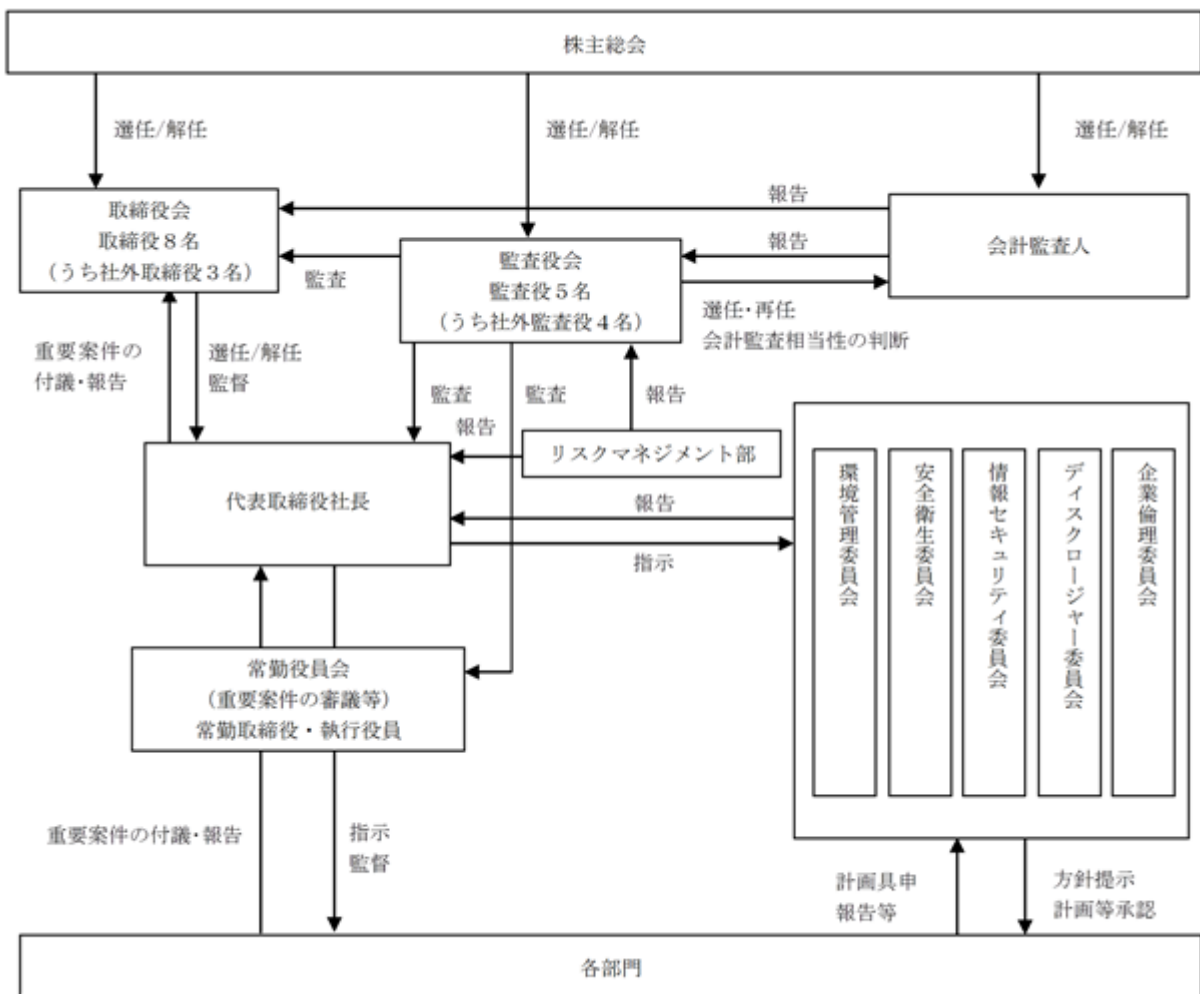 株主総会
選任/解任
選任/解任
選任/解任
取締役会
取締役８名
（うち社外取締役３名）
報告
会計監査人
報告
監査
監査役会
監査役５名
（うち社外監査役４名）
選任・再任
会計監査相当性の判断
重要案件の
付議・報告
選任/解任
監督
監査
監査
報告
報告
リスクマネジメント部
代表取締役社長
報告
指示
環境管理委員会
安全衛生委員会
情報セキュリティ委員会
ディスクロージャー委員会
企業倫理委員会
常勤役員会
（重要案件の審議等）
常勤取締役・執行役員
重要案件の付議・報告
指示
監督
計画具申
報告等
方針提示
計画等承認
各部門